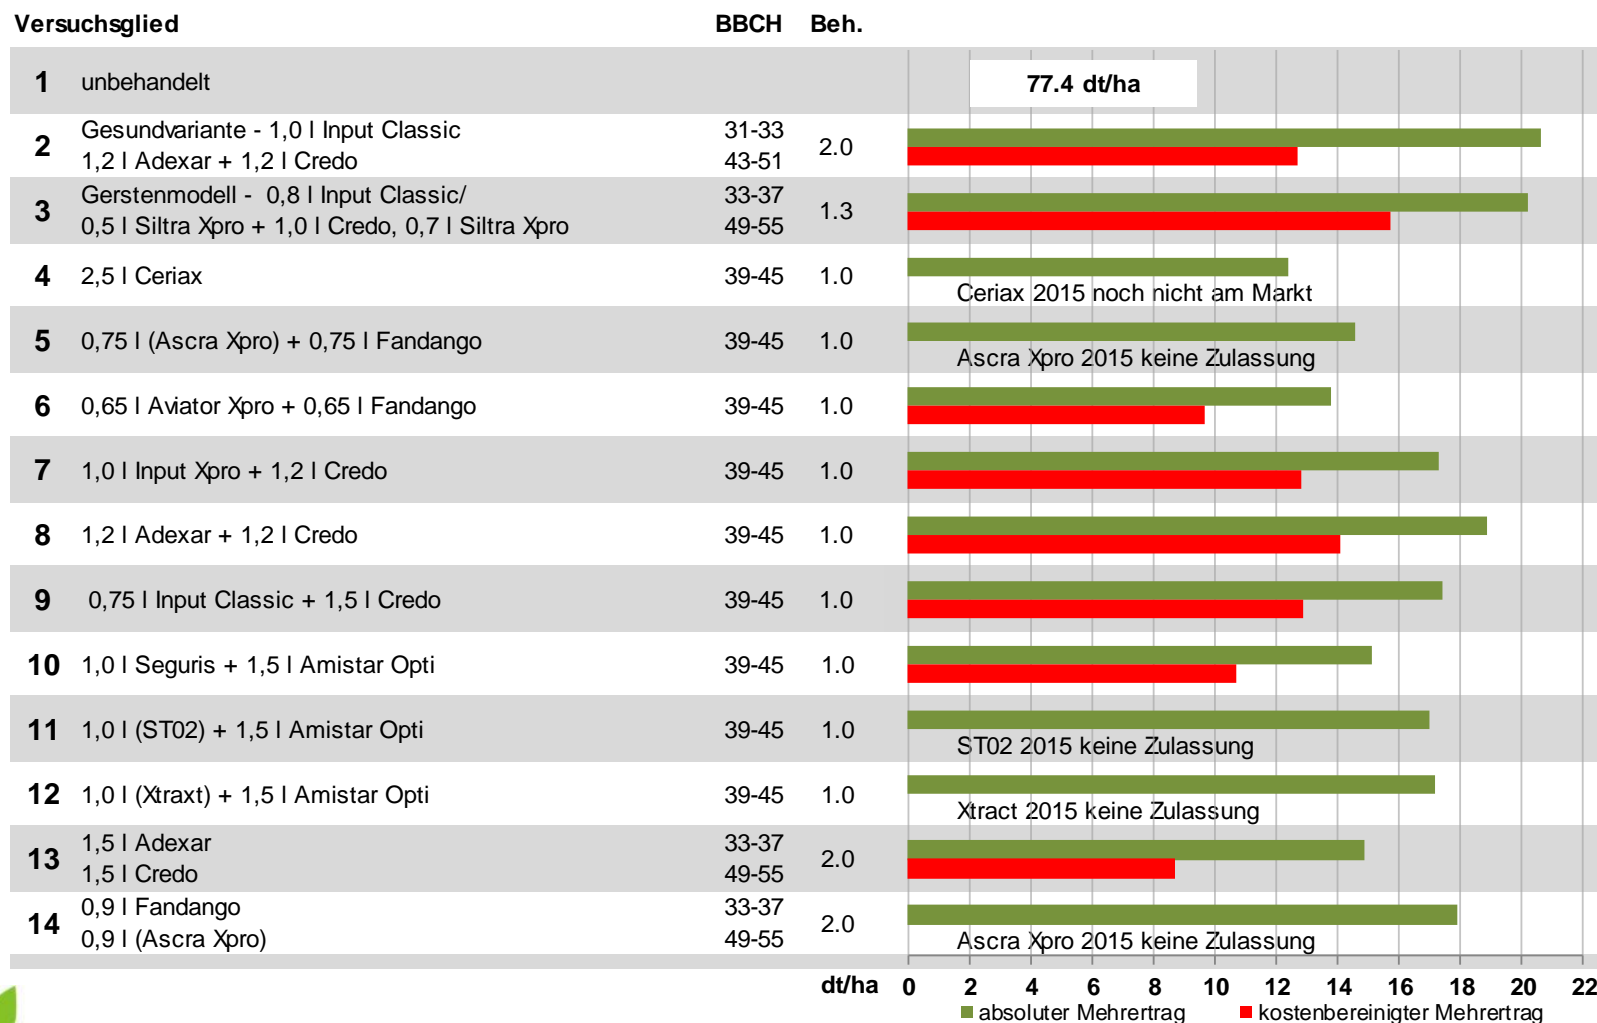 Versuchsglied BBCH Beh.
1 unbehandelt 77.4 dt/ha
Gesundvariante - 1,0 l Input Classic 31-33
2 2.0
1,2 l Adexar + 1,2 l Credo 43-51
Gerstenmodell - 0,8 l Input Classic/ 33-37
3 1.3
0,5 l Siltra Xpro + 1,0 l Credo, 0,7 l Siltra Xpro 49-55
4 2,5 l Ceriax 39-45 1.0
Ceriax 2015 noch nicht am Markt
5 0,75 l (Ascra Xpro) + 0,75 l Fandango 39-45 1.0
Ascra Xpro 2015 keine Zulassung
6 0,65 l Aviator Xpro + 0,65 l Fandango 39-45 1.0
7 1,0 l Input Xpro + 1,2 l Credo 39-45 1.0
8 1,2 l Adexar + 1,2 l Credo 39-45 1.0
9 0,75 l Input Classic + 1,5 l Credo 39-45 1.0
10 1,0 l Seguris + 1,5 l Amistar Opti 39-45 1.0
11 1,0 l (ST02) + 1,5 l Amistar Opti 39-45 1.0
ST02 2015 keine Zulassung
12 1,0 l (Xtraxt) + 1,5 l Amistar Opti 39-45 1.0
Xtract 2015 keine Zulassung
1,5 l Adexar 33-37
13 2.0
1,5 l Credo 49-55
0,9 l Fandango 33-37
14 2.0
0,9 l (Ascra Xpro) 49-55
Ascra Xpro 2015 keine Zulassung
dt/ha 0 2 4 6 8 10 12 14 16 18 20 22
absoluter Mehrertrag kostenbereinigter Mehrertrag